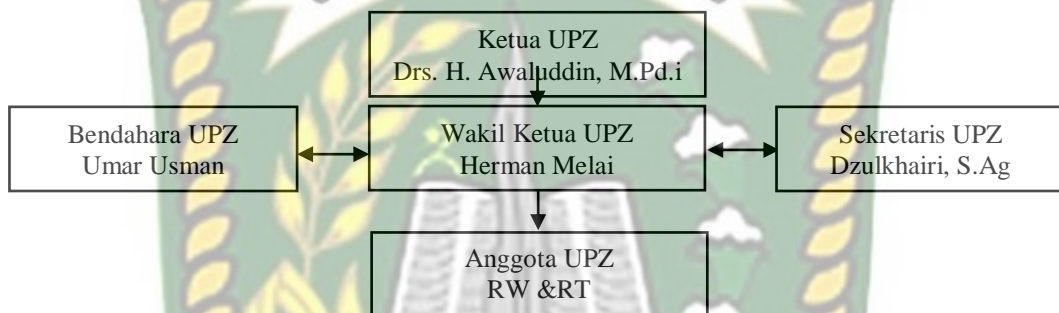 Ketua UPZ
Drs. H. Awaluddin, M.Pd.i
Bendahara UPZ
Umar Usman
Wakil Ketua UPZ
Herman Melai
Sekretaris UPZ
Dzulkhairi, S.Ag
Anggota UPZ
RW &RT